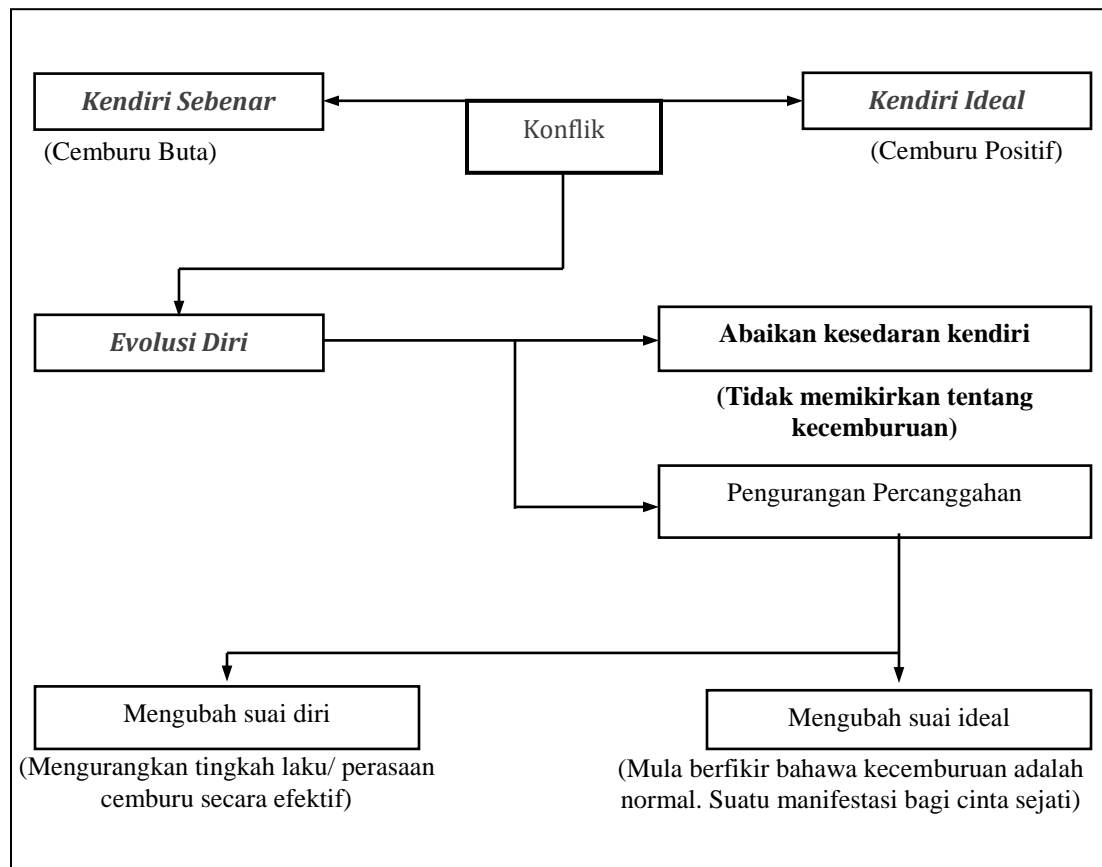 Kendiri Sebenar
Kendiri Ideal
Konflik
(Cemburu Buta)
(Cemburu Positif)
Evolusi Diri
Abaikan kesedaran kendiri
(Tidak memikirkan tentang
kecemburuan)
Pengurangan Percanggahan
Mengubah suai diri
(Mengurangkan tingkah laku/ perasaan
cemburu secara efektif)
Mengubah suai ideal
(Mula berfikir bahawa kecemburuan adalah
normal. Suatu manifestasi bagi cinta sejati)